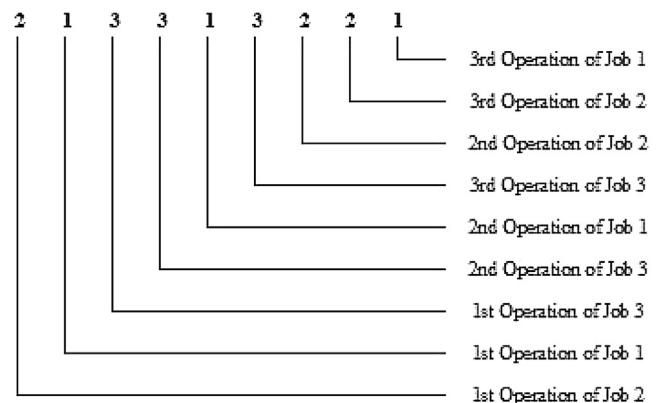 2 1 3 3 1 3 2 2 1
3rd Operation of Job 1
3rd Operation of Job 2
2nd Operation of Job 2
3rd Operation of Job 3
2nd Operation of Job 1
2nd Operation of Job 3
1st Operation of Job 3
1st Operation of Job 1
1st Operation of Job 2